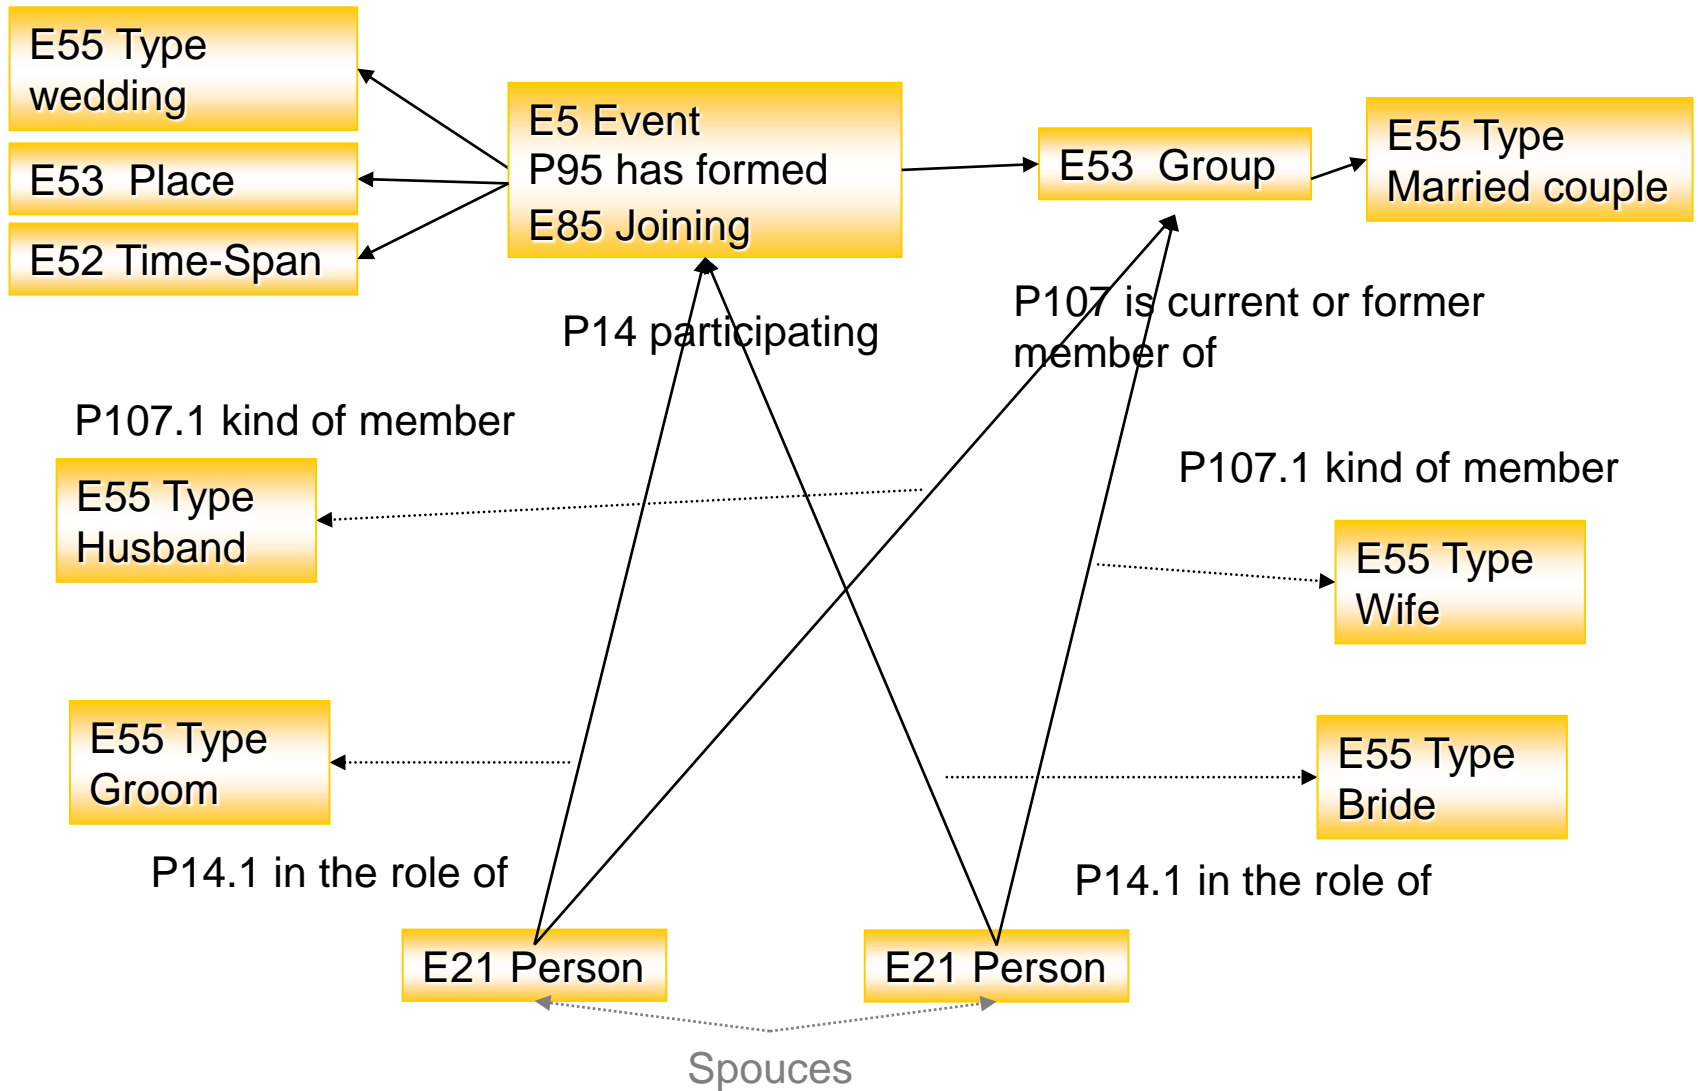 E55 Type
wedding
E53  Place
E52 Time-Span
E5 Event
P95 has formed
E85 Joining
E53  Group
E55 Type
Married couple
P14 participating
P107 is current or former
member of
P107.1 kind of member
E55 Type
Husband
P107.1 kind of member
E55 Type
Wife
E55 Type
Groom
E55 Type
Bride
P14.1 in the role of
P14.1 in the role of
E21 Person
E21 Person
Spouces